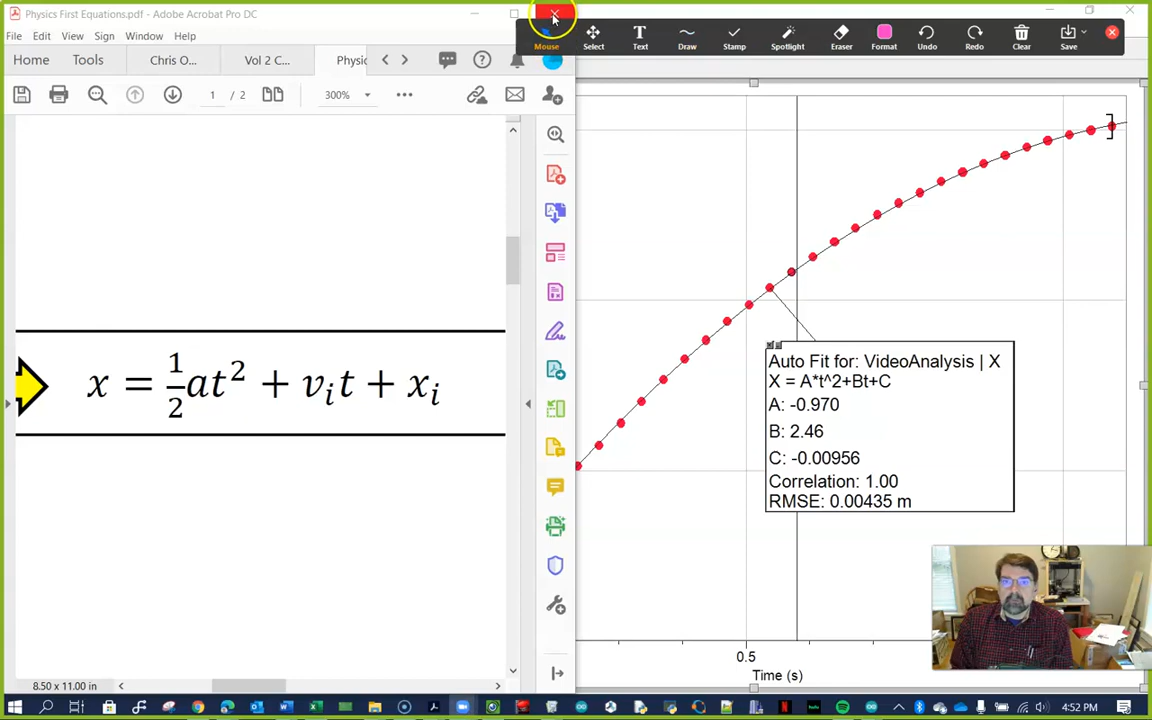 Physics First Equations.pdf - Adobe Acrobat Pro DC
File Edit View Sign Window Help
Mouse Select Text Draw Stamp Spotlight Eraser Format Undo Redo Clear Save
Home Tools Chris O... Vol 2 C... Physic
1 / 2 300%
x = 1/2 at² + vᵢt + xᵢ
Auto Fit for: VideoAnalysis | X
X = A*t^2+Bt+C
A: -0.970
B: 2.46
C: -0.00956
Correlation: 1.00
RMSE: 0.00435 m
0.5
Time (s)
8.50 x 11.00 in
4:52 PM